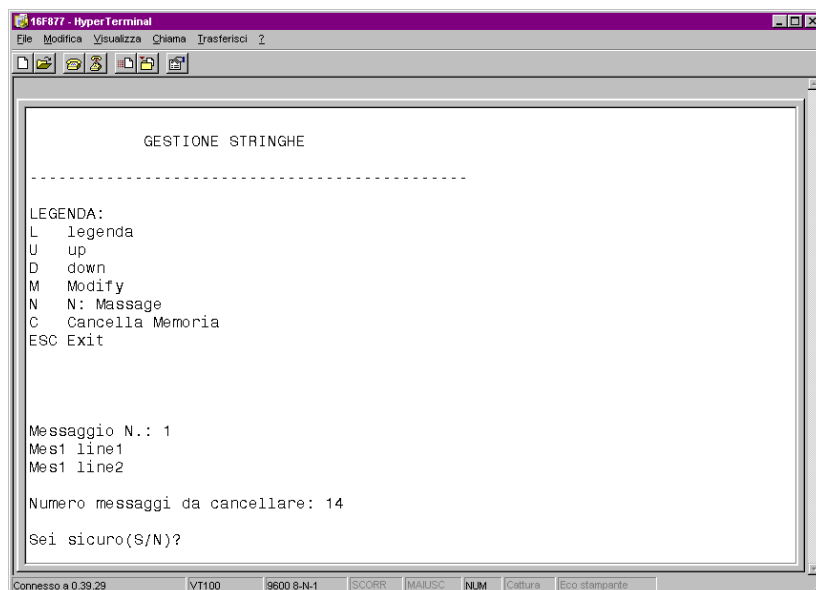 16F877 - HyperTerminal
File Modifica Visualizza Chiama Trasferisci ?
GESTIONE STRINGHE
- - - - - - - - - - - - - - - - - - - - - - - - - - - - - - - - - - - - - - - - - - - - - -
LEGENDA:
L legenda
U up
D down
M Modify
N N: Massage
C Cancella Memoria
ESC Exit
Messaggio N.: 1
Mes1 line1
Mes1 line2
Numero messaggi da cancellare: 14
Sei sicuro(S/N)?
Connesso a 0.39.29 VT100 9600 8-N-1 SCORR MAIUSC NUM Cattura Eco stampante